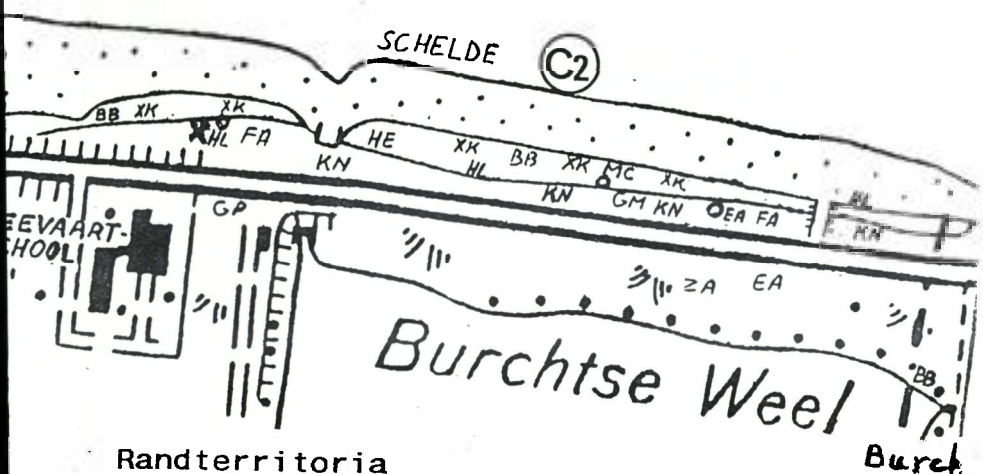 SCHELDE
C2
BB XK XK
HL FA
HE XK BB XK MC XK
HL
KN KN GM KN EA FA
HL
KN
GP
EEVAART-
HOOL
ZA EA
BB
Burchtse Weel
Randterritoria
Burch